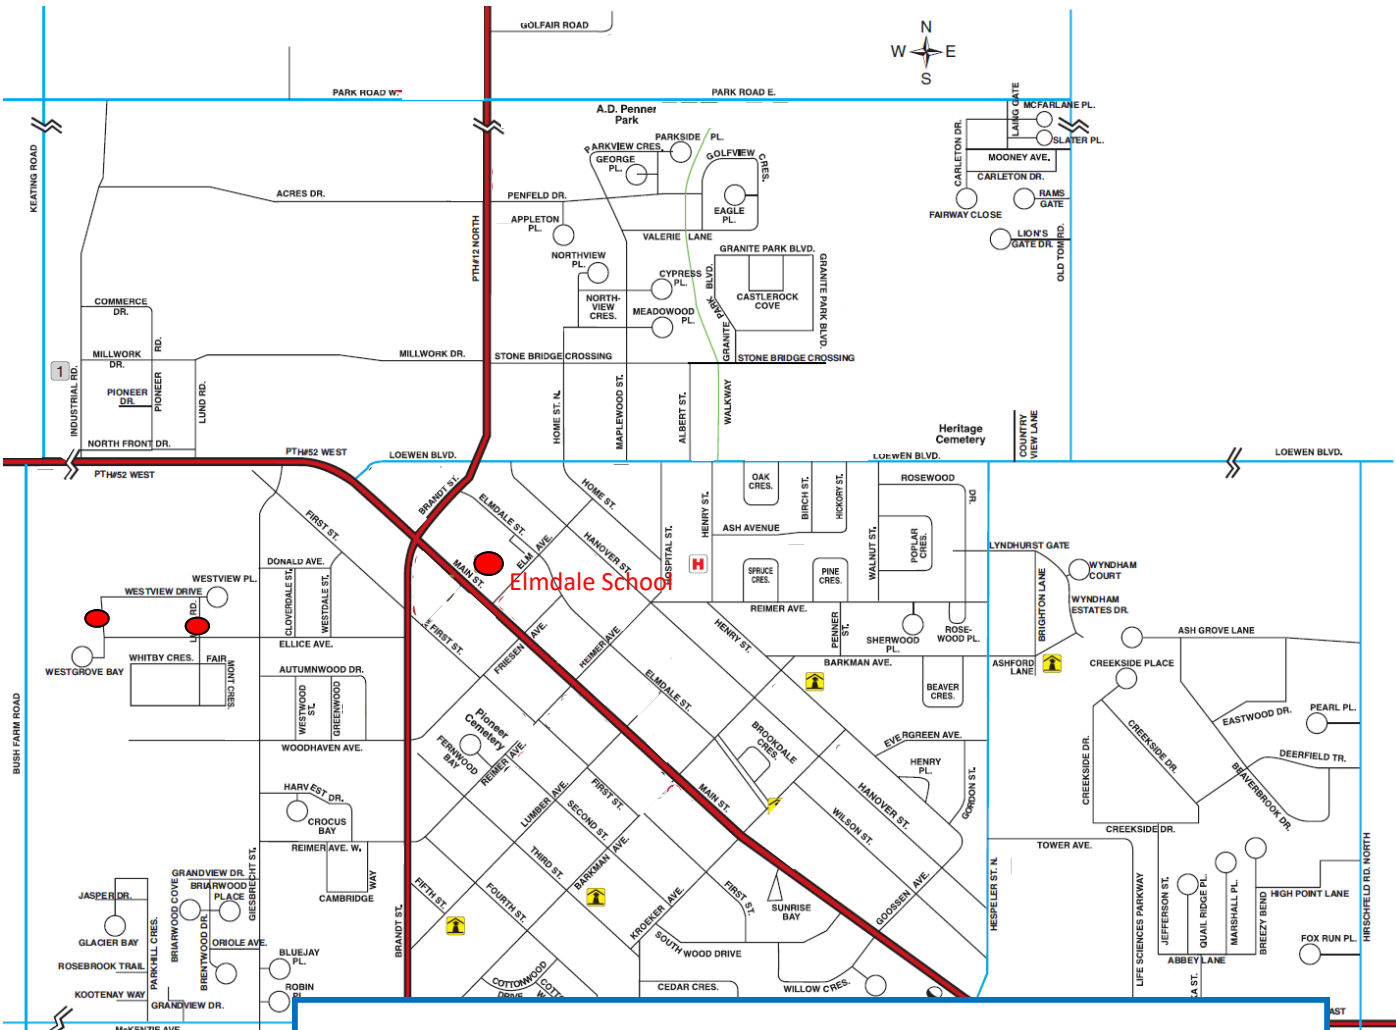 GOLFAIR ROAD
N
W E
S
PARK ROAD W.
PARK ROAD E.
A.D. Penner
Park
LAING GATE
MCFARLANE PL.
SLATER PL.
CARLETON DR.
MOONEY AVE.
CARLETON DR.
KEATING ROAD
PARKSIDE PL.
PARKVIEW CRES.
GEORGE
PL.
GOLFVIEW
CRES.
EAGLE
PL.
ACRES DR.
PENFELD DR.
APPLETON
PL.
VALERIE LANE
FAIRWAY CLOSE
RAMS
GATE
LION'S
GATE DR.
OLD TOM RD.
PTH#12 NORTH
NORTHVIEW
PL.
NORTH-
VIEW
CRES.
CYPRESS
PL.
MEADOWOOD
PL.
GRANITE PARK BLVD.
GRANITE PARK BLVD.
GRANITE PARK BLVD.
CASTLEROCK
COVE
COMMERCE
DR.
MILLWORK
DR.
MILLWORK DR.
STONE BRIDGE CROSSING
STONE BRIDGE CROSSING
1
INDUSTRIAL RD.
PIONEER
DR.
PIONEER RD.
LUND RD.
NORTH FRONT DR.
HOME ST. N.
MAPLEWOOD ST.
ALBERT ST.
WALKWAY
Heritage
Cemetery
COUNTRY
VIEW LANE
PTH#52 WEST
PTH#52 WEST
LOEWEN BLVD.
LOEWEN BLVD.
LOEWEN BLVD.
BRANDT ST.
FIRST ST.
ELMDALE ST.
HOME ST.
HANOVER ST.
ELM AVE.
MAIN ST.
Elmdale School
HOSPITAL ST.
HENRY ST.
H
OAK
CRES.
BIRCH ST.
HICKORY ST.
ASH AVENUE
SPRUCE
CRES.
PINE
CRES.
WALNUT ST.
ROSEWOOD
DR.
POPLAR
CRES.
LYNDHURST GATE
WYNDHAM
COURT
WYNDHAM
ESTATES DR.
BRIGHTON LANE
REIMER AVE.
PENNER
ST.
SHERWOOD
PL.
ROSE-
WOOD PL.
ASH GROVE LANE
DONALD AVE.
CLOVERDALE ST.
WESTDALE ST.
WESTVIEW PL.
WESTVIEW DRIVE
RD.
ELLICE AVE.
WESTGROVE BAY
WHITBY CRES.
FAIR
MONT CRES.
AUTUMNWOOD DR.
WESTWOOD
ST.
GREENWOOD
WOODHAVEN AVE.
BUSH FARM ROAD
FIRST ST.
FRIESEN AVE.
REIMER AVE.
HENRY ST.
ELMDALE ST.
BARKMAN AVE.
ASHFORD
LANE
BEAVER
CRES.
CREEKSIDE PLACE
PEARL PL.
EASTWOOD DR.
DEERFIELD TR.
BEAVERBROOK DR.
CREEKSIDE DR.
CREEKSIDE DR.
CREEKSIDE DR.
Pioneer
Cemetery
FERNWOOD
BAY
REIMER AVE.
BROOKDALE
CRES.
EVERGREEN AVE.
HENRY
PL.
GORDON ST.
HANOVER ST.
WILSON ST.
MAIN ST.
LUMBER AVE.
FIRST ST.
SECOND ST.
THIRD ST.
BARKMAN AVE.
HARVEST DR.
CROCUS
BAY
REIMER AVE. W.
CAMBRIDGE
WAY
TOWER AVE.
GRANDVIEW DR.
BRIARWOOD
PLACE
BRIARWOOD COVE
GIESBRECHT ST.
JASPER DR.
GLACIER BAY
PARKHILL CRES.
BRENTWOOD DR.
ORIOLE AVE.
BLUEJAY
PL.
ROBIN
PL.
ROSEBROOK TRAIL
KOOTENAY WAY
GRANDVIEW DR.
McKENZIE AVE.
BRANDT ST.
FIFTH ST.
FOURTH ST.
KROEKER AVE.
FIRST ST.
SUNRISE
BAY
GOOSSEN AVE.
SOUTHWOOD DRIVE
COTTONWOOD
DRIVE
CEDAR CRES.
WILLOW CRES.
HESPELER ST. N.
LIFE SCIENCES PARKWAY
JEFFERSON ST.
QUAIL RIDGE PL.
MARSHALL PL.
BREEZY BEND
HIGH POINT LANE
HIRSCHFIELD RD. NORTH
FOX RUN PL.
ABBEY LANE
KA ST.
AST